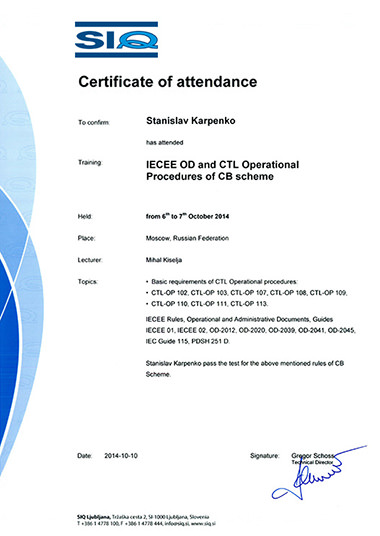 SIQ
Certificate of attendance
To confirm: Stanislav Karpenko
has attended
Training: IECEE OD and CTL Operational
Procedures of CB scheme
Held: from 6th to 7th October 2014
Place: Moscow, Russian Federation
Lecturer: Mihal Kiselja
Topics: • Basic requirements of CTL Operational procedures:
• CTL-OP 102, CTL-OP 103, CTL-OP 107, CTL-OP 108, CTL-OP 109,
• CTL-OP 110, CTL-OP 111, CTL-OP 113.
IECEE Rules, Operational and Administrative Documents, Guides
IECEE 01, IECEE 02, OD-2012, OD-2020, OD-2039, OD-2041, OD-2045,
IEC Guide 115, PDSH 251 D.
Stanislav Karpenko pass the test for the above mentioned rules of CB
Scheme.
Date: 2014-10-10 Signature: Gregor Schoss
Technical Director
SIQ Ljubljana, Tržaška cesta 2, SI 1000 Ljubljana, Slovenia
T +386 1 4778 100, F +386 1 4778 444, info@siq.si, www.siq.si